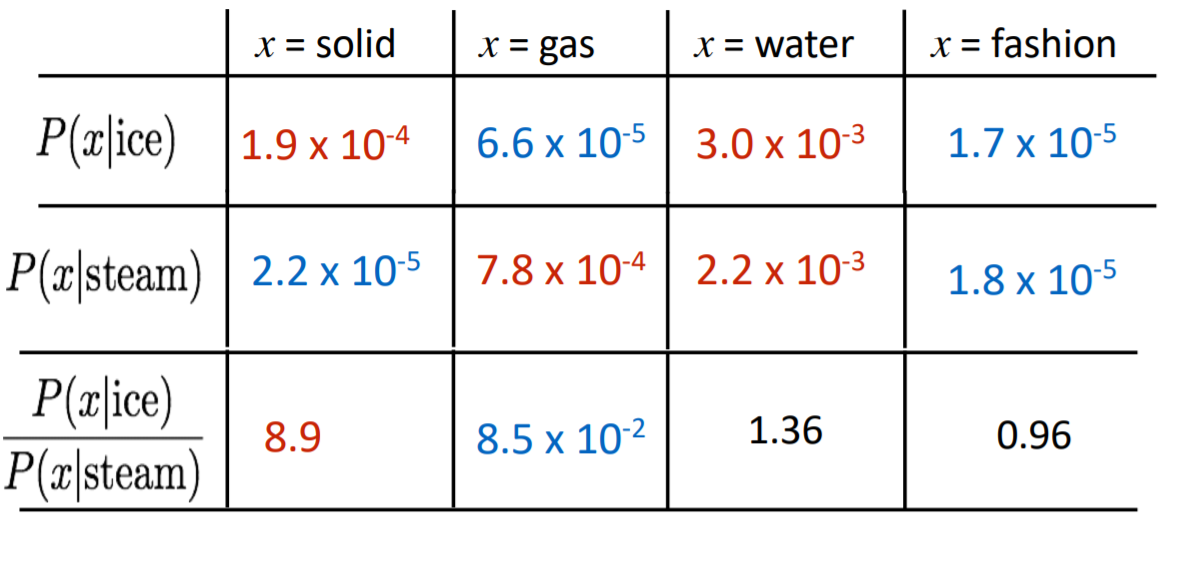 x = solid x = gas x = water x = fashion
P(x|ice) 1.9 x 10⁻⁴ 6.6 x 10⁻⁵ 3.0 x 10⁻³ 1.7 x 10⁻⁵
P(x|steam) 2.2 x 10⁻⁵ 7.8 x 10⁻⁴ 2.2 x 10⁻³ 1.8 x 10⁻⁵
P(x|ice)
P(x|steam) 8.9 8.5 x 10⁻² 1.36 0.96